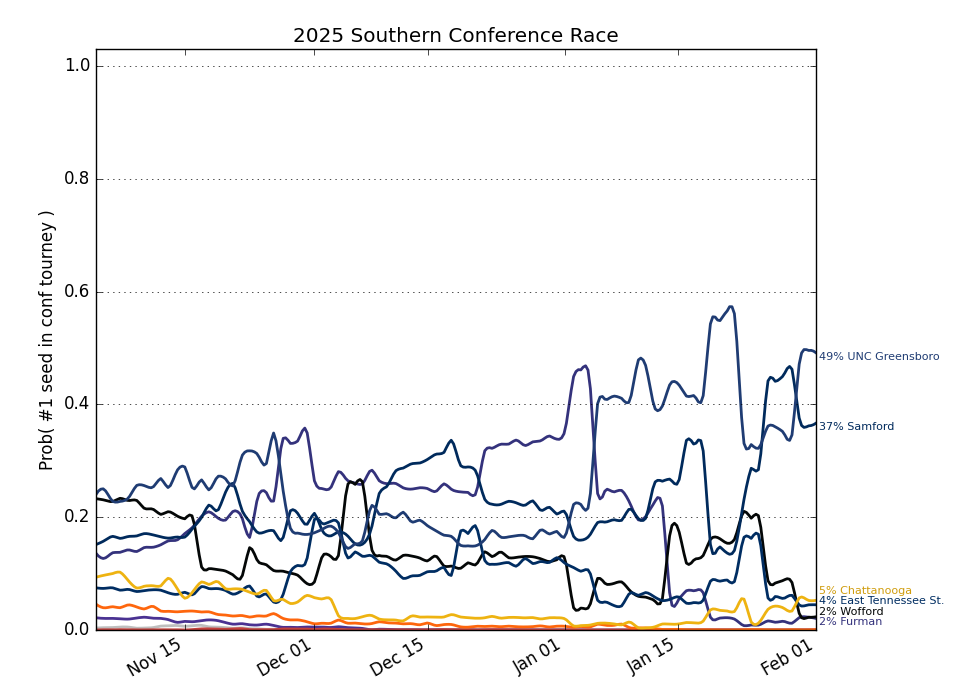 2025 Southern Conference Race
Prob( #1 seed in conf tourney )
1.0
0.8
0.6
0.4
0.2
0.0
49% UNC Greensboro
37% Samford
5% Chattanooga
4% East Tennessee St.
2% Wofford
2% Furman
Nov 15
Dec 01
Dec 15
Jan 01
Jan 15
Feb 01